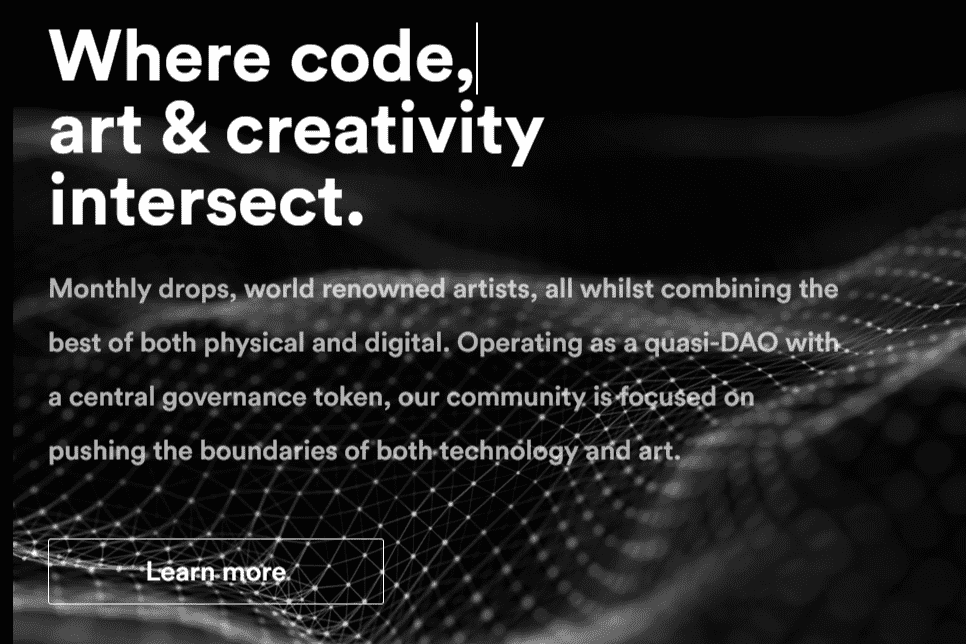 Where code,
art & creativity
intersect.
Monthly drops, world renowned artists, all whilst combining the
best of both physical and digital. Operating as a quasi-DAO with
a central governance token, our community is focused on
pushing the boundaries of both technology and art.
Learn more